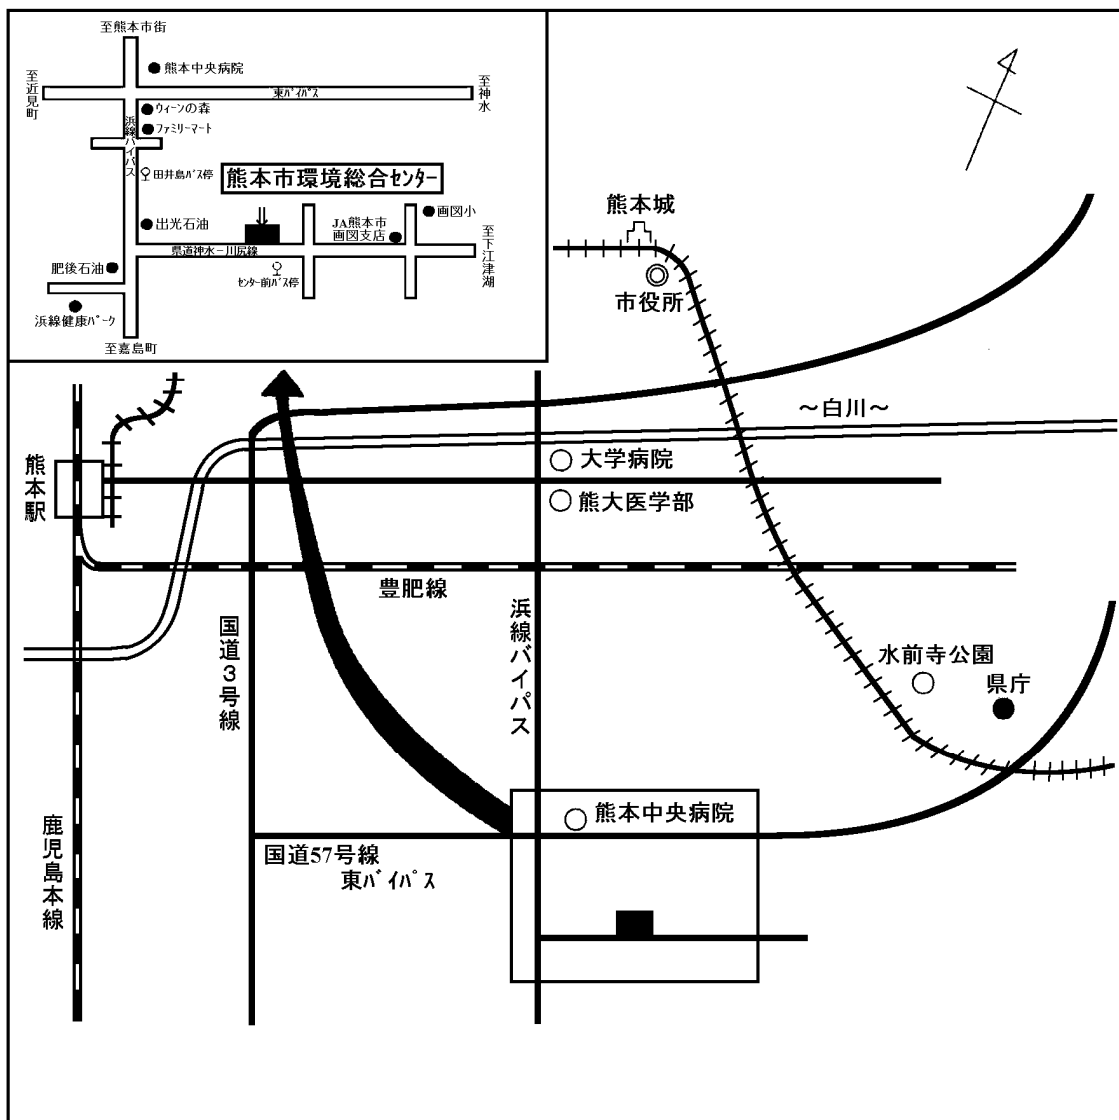 至熊本市街
熊本中央病院
至近見町
東ﾊﾞｲﾊﾟｽ
至神水
ウィーンの森
ファミリーマート
浜線バイパス
田井島ﾊﾞｽ停
熊本市環境総合センター
出光石油
JA熊本市
画図支店
画図小
至下江津湖
県道神水－川尻線
肥後石油
センター前ﾊﾞｽ停
浜線健康ﾊﾟｰｸ
至嘉島町
熊本城
市役所
～白川～
熊本駅
大学病院
熊大医学部
豊肥線
国道３号線
浜線バイパス
水前寺公園
県庁
鹿児島本線
熊本中央病院
国道57号線
東ﾊﾞｲﾊﾟｽ